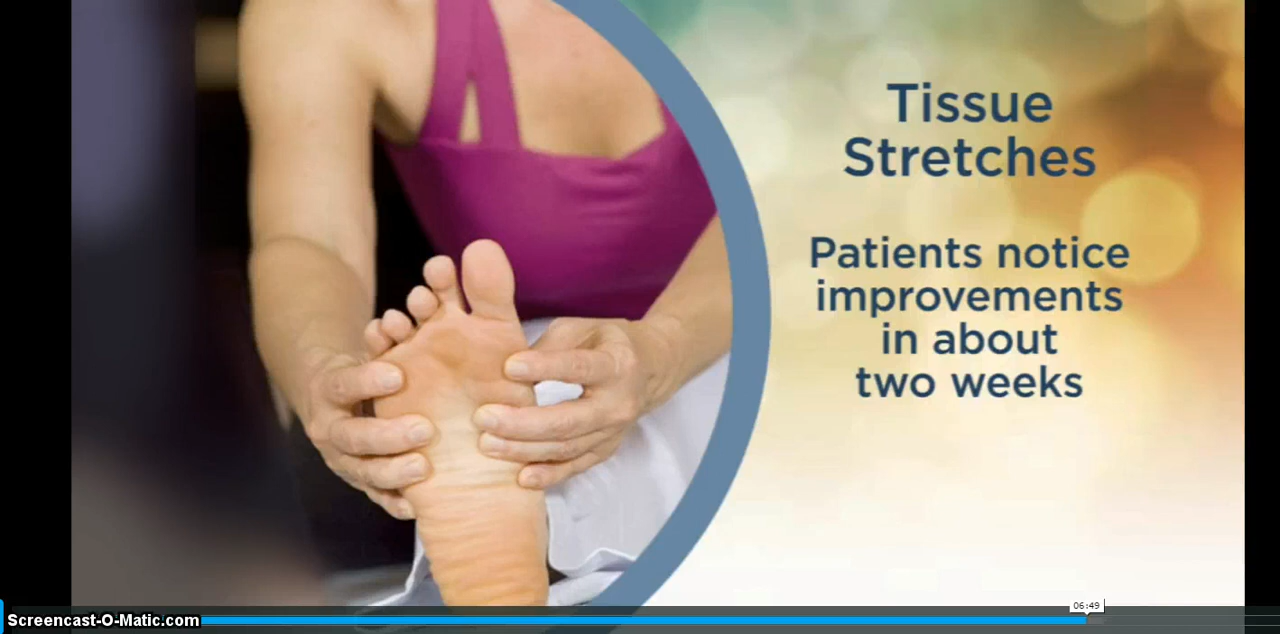 Tissue
Stretches
Patients notice
improvements
in about
two weeks
06:49
Screencast-O-Matic.com